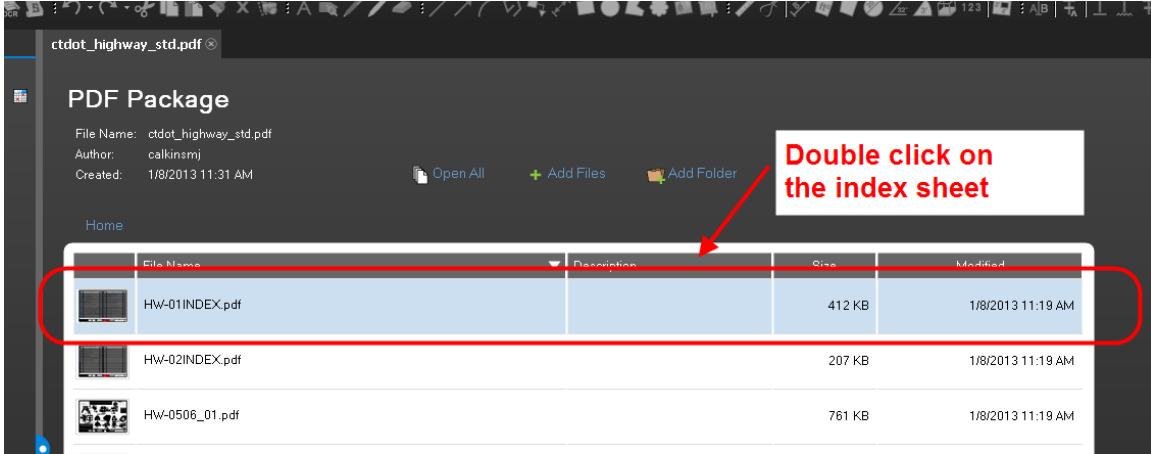 OCR
123
A B
ctdot_highway_std.pdf
PDF Package
File Name: ctdot_highway_std.pdf
Author: calkinsmj
Created: 1/8/2013 11:31 AM
Open All Add Files Add Folder
Double click on
the index sheet
Home
File Name Description Size Modified
HW-01INDEX.pdf 412 KB 1/8/2013 11:19 AM
HW-02INDEX.pdf 207 KB 1/8/2013 11:19 AM
HW-0506_01.pdf 761 KB 1/8/2013 11:19 AM